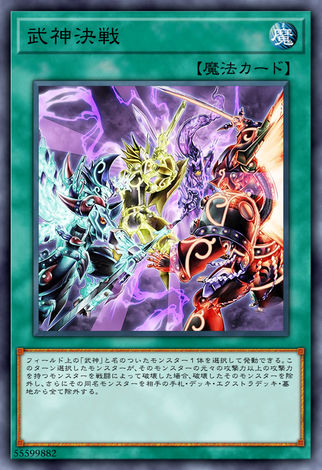 武神決戦
魔
【魔法カード】
フィールド上の「武神」と名のついたモンスター１体を選択して発動できる。こ
のターン選択したモンスターが、そのモンスターの元々の攻撃力以上の攻撃力
を持つモンスターを戦闘によって破壊した場合、破壊したそのモンスターを除
外し、さらにその同名モンスターを相手の手札・デッキ・エクストラデッキ・墓
地から全て除外する。
55599882